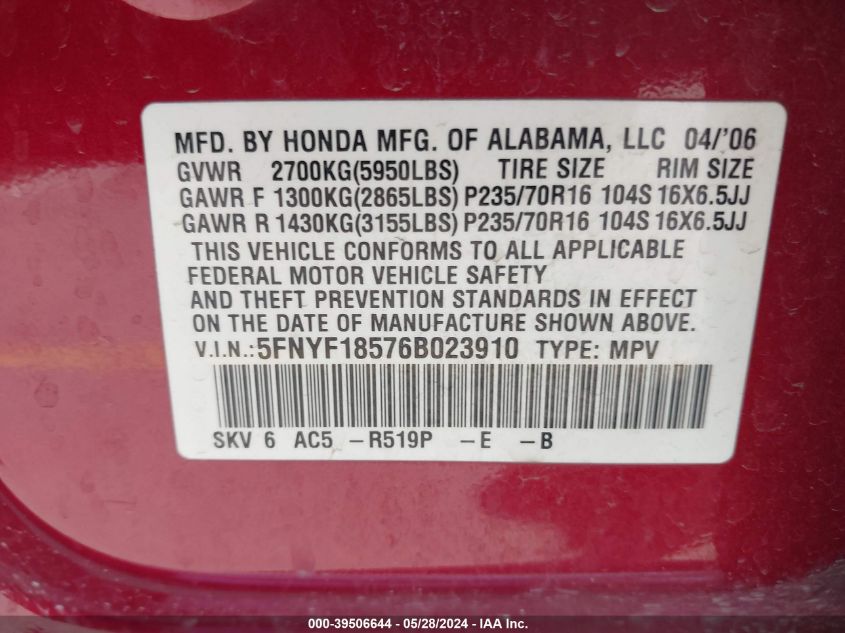 MFD. BY HONDA MFG. OF ALABAMA, LLC 04/'06
GVWR 2700KG(5950LBS) TIRE SIZE RIM SIZE
GAWR F 1300KG(2865LBS) P235/70R16 104S 16X6.5JJ
GAWR R 1430KG(3155LBS) P235/70R16 104S 16X6.5JJ
THIS VEHICLE CONFORMS TO ALL APPLICABLE
FEDERAL MOTOR VEHICLE SAFETY
AND THEFT PREVENTION STANDARDS IN EFFECT
ON THE DATE OF MANUFACTURE SHOWN ABOVE.
V.I.N.: 5FNYF18576B023910 TYPE: MPV
SKV 6 AC5 – R519P – E – B
000-39506644 - 05/28/2024 - IAA Inc.